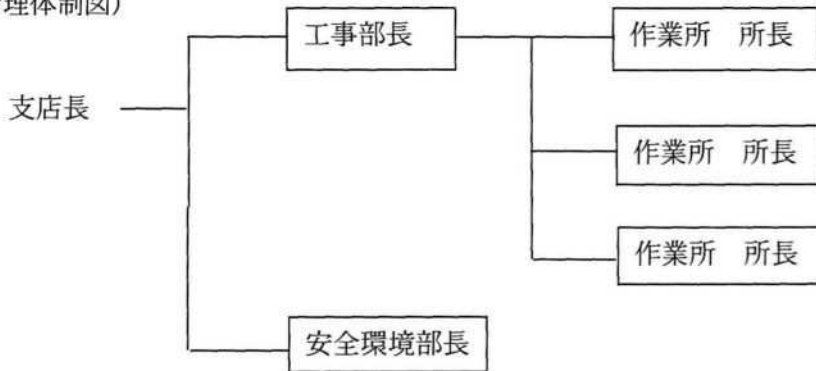 理体制図)
工事部長
作業所 所長
支店長
作業所 所長
作業所 所長
安全環境部長